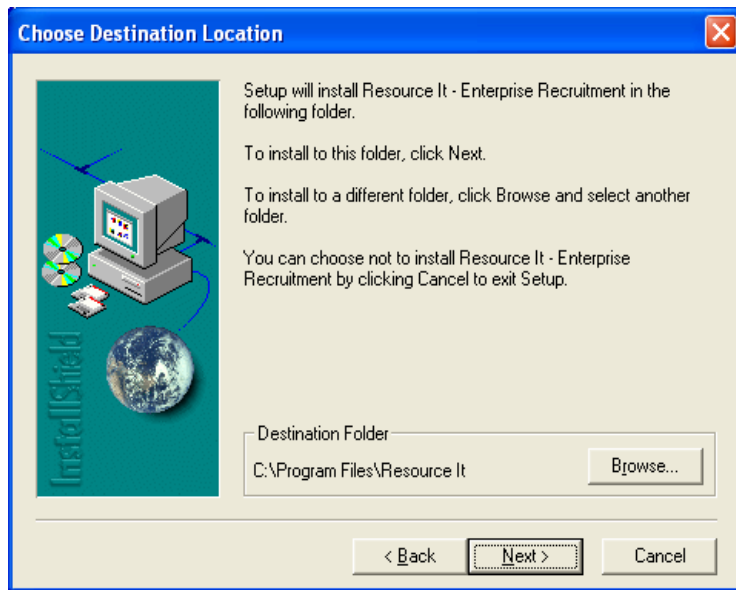 Choose Destination Location
Setup will install Resource It - Enterprise Recruitment in the
following folder.
To install to this folder, click Next.
To install to a different folder, click Browse and select another
folder.
You can choose not to install Resource It - Enterprise
Recruitment by clicking Cancel to exit Setup.
InstallShield
Destination Folder
C:\Program Files\Resource It
Browse...
< Back
Next >
Cancel